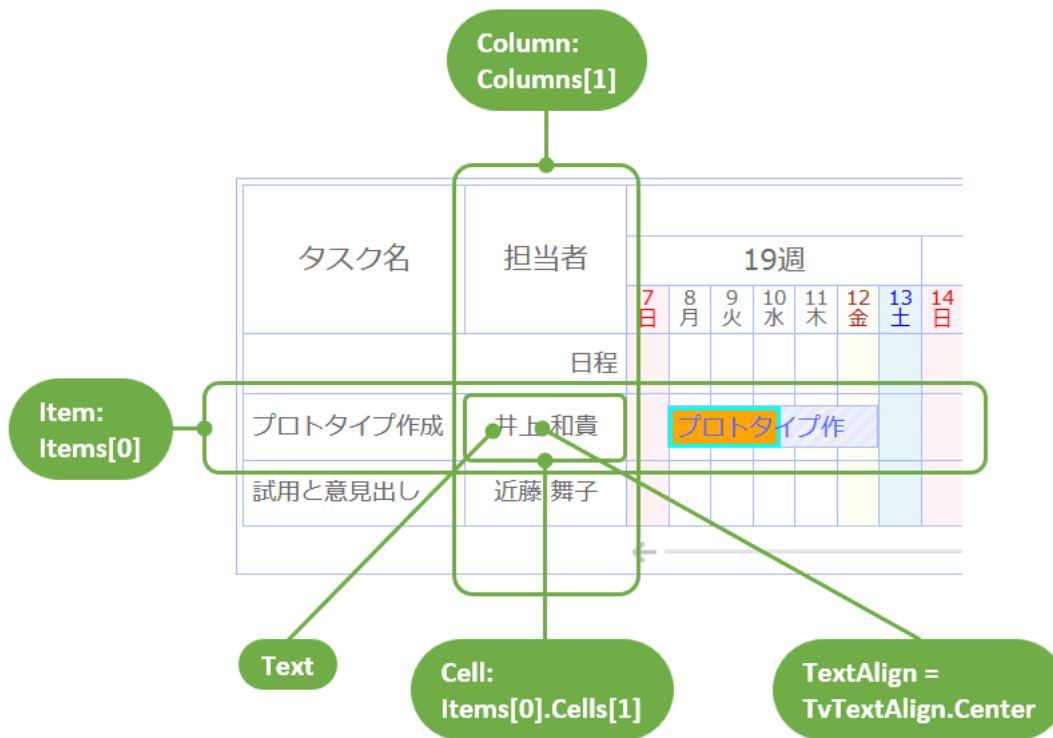 Column:
Columns[1]
タスク名
担当者
19週
7
日
8
月
9
火
10
水
11
木
12
金
13
土
14
日
日程
Item:
Items[0]
プロトタイプ作成
井上 和貴
プロトタイプ作
試用と意見出し
近藤 舞子
Text
Cell:
Items[0].Cells[1]
TextAlign =
TvTextAlign.Center